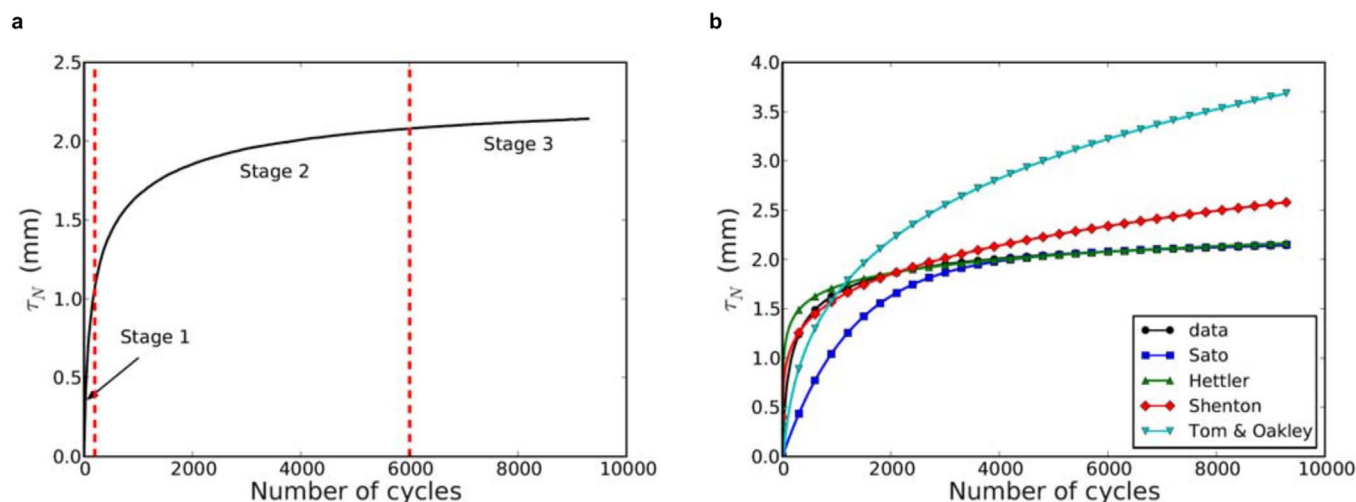 a
2.5
2.0
1.5
1.0
0.5
0.0
τN (mm)
Stage 1
Stage 2
Stage 3
0 2000 4000 6000 8000 10000
Number of cycles
b
4.0
3.5
3.0
2.5
2.0
1.5
1.0
0.5
0.0
τN (mm)
data
Sato
Hettler
Shenton
Tom & Oakley
0 2000 4000 6000 8000 10000
Number of cycles